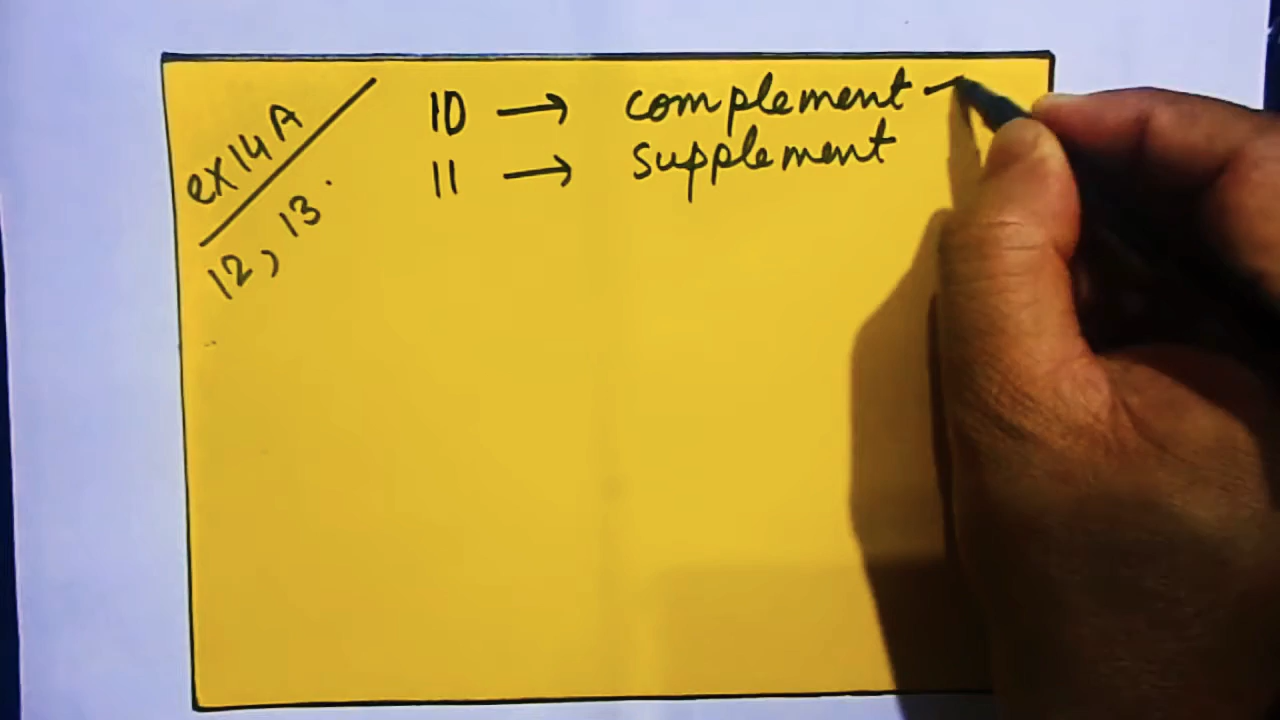 ex14A
12, 13.
10 → complement –
11 → supplement